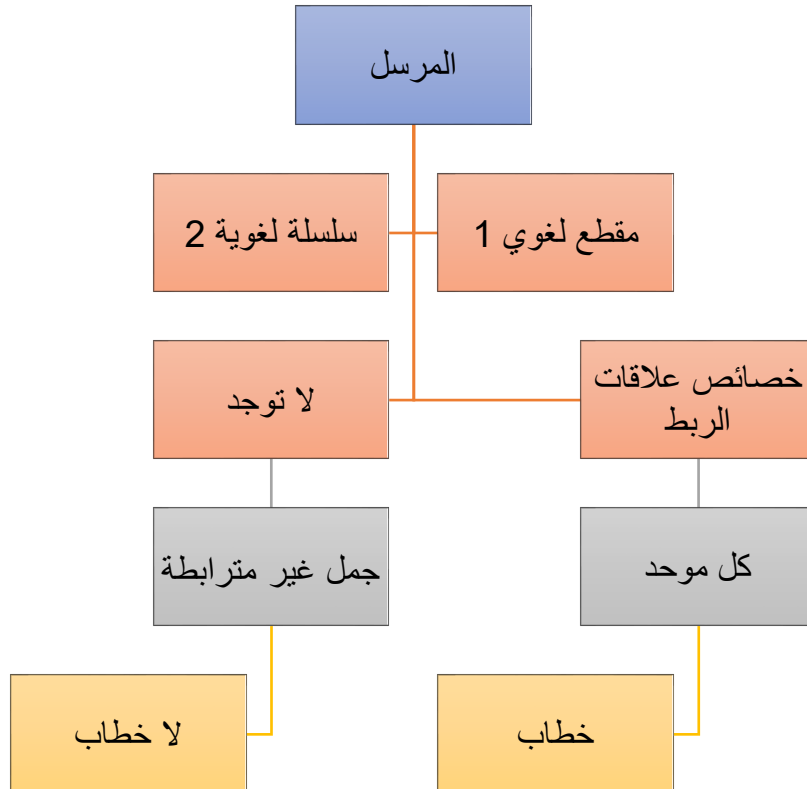 المرسل
مقطع لغوي 1
سلسلة لغوية 2
خصائص علاقات
الربط
لا توجد
كل موحد
جمل غير مترابطة
خطاب
لا خطاب